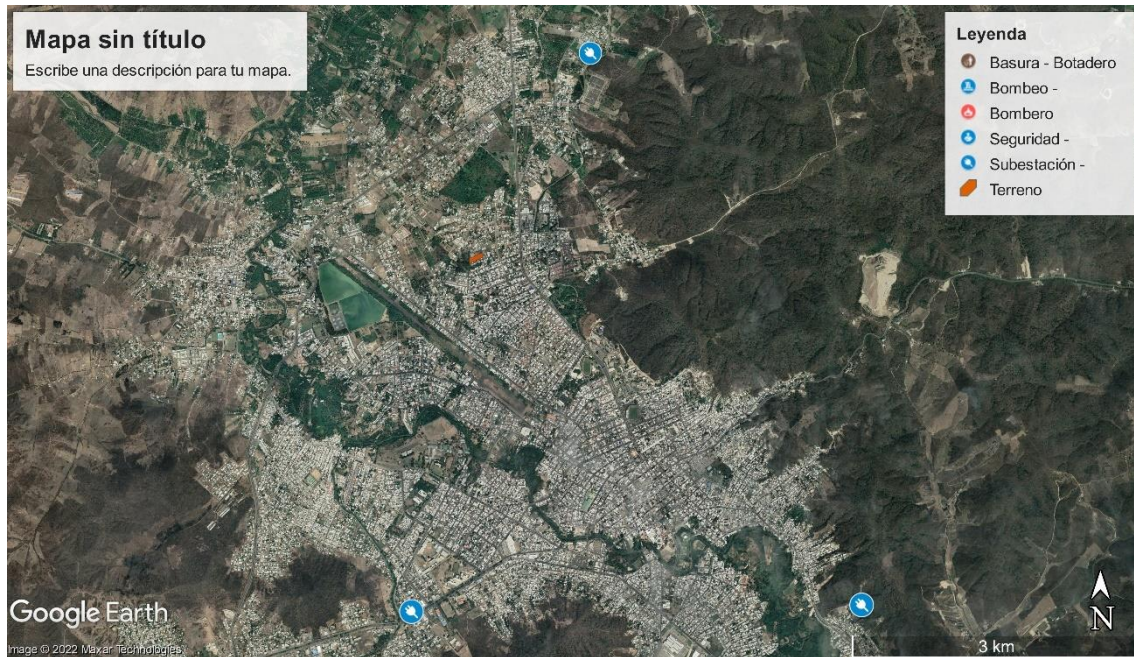 Mapa sin título
Escribe una descripción para tu mapa.
Leyenda
Basura - Botadero
Bombeo -
Bombero
Seguridad -
Subestación -
Terreno
Google Earth
Image © 2022 Maxar Technologies
N
3 km